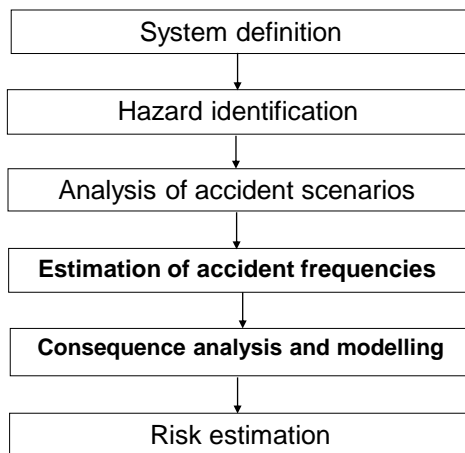 System definition
Hazard identification
Analysis of accident scenarios
Estimation of accident frequencies
Consequence analysis and modelling
Risk estimation